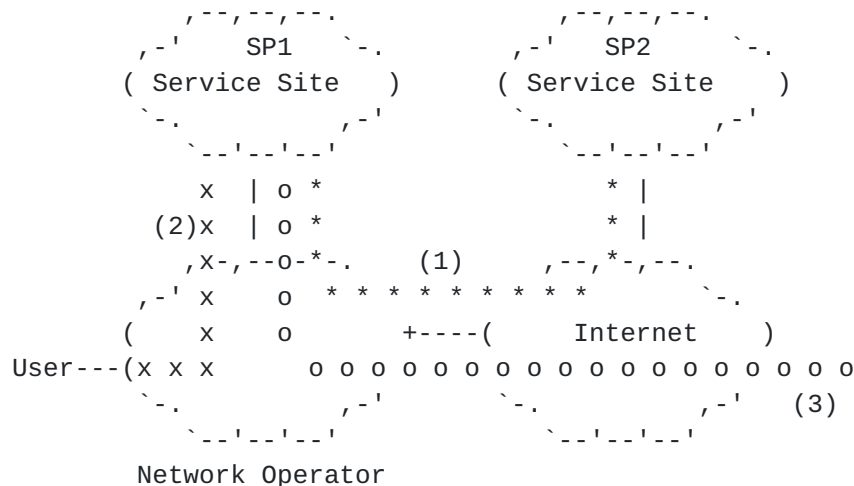 ,--,--,--.              ,--,--,--.
     ,-'    SP1   `-.        ,-'   SP2     `-.
    ( Service Site   )      ( Service Site    )
     `-.          ,-'        `-.          ,-'
        `--'--'--'              `--'--'--'
         x  | o *                  * |
      (2)x  | o *                  * |
        ,x-,--o-*-.    (1)    ,--,*-,--.
     ,-' x    o  * * * * * * * * *       `-.
    (    x    o       +----(     Internet    )
User---(x x x      o o o o o o o o o o o o o o o o o o
     `-.          ,-'       `-.          ,-'   (3)
        `--'--'--'             `--'--'--'
     Network Operator